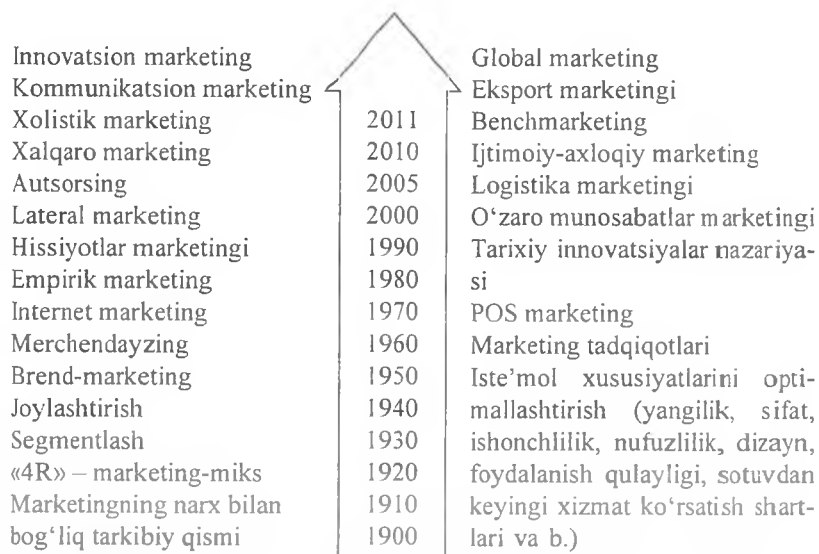 Innovatsion marketing
Kommunikatsion marketing
Xolistik marketing
Xalqaro marketing
Autsorsing
Lateral marketing
Hissiyotlar marketingi
Empirik marketing
Internet marketing
Merchendayzing
Brend-marketing
Joylashtirish
Segmentlash
«4R» – marketing-miks
Marketingning narx bilan
bog‘liq tarkibiy qismi
2011
2010
2005
2000
1990
1980
1970
1960
1950
1940
1930
1920
1910
1900
Global marketing
Eksport marketingi
Benchmarketing
Ijtimoiy-axloqiy marketing
Logistika marketingi
O‘zaro munosabatlar marketingi
Tarixiy innovatsiyalar nazariya-
si
POS marketing
Marketing tadqiqotlari
Iste’mol xususiyatlarini opti-
mallashtirish (yangilik, sifat,
ishonchlilik, nufuzlilik, dizayn,
foydalanish qulayligi, sotuvdan
keyingi xizmat ko‘rsatish shart-
lari va b.)